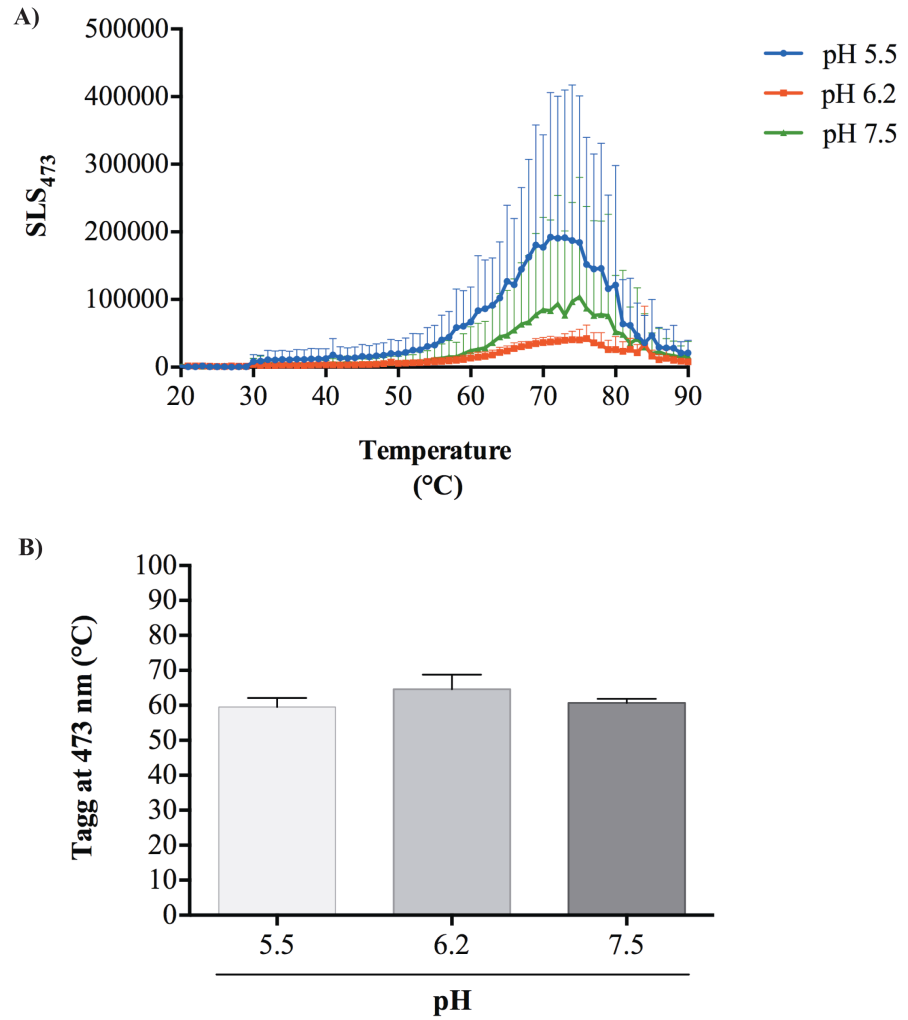 A)
500000
400000
300000
200000
100000
0
SLS473
20 30 40 50 60 70 80 90
Temperature
(°C)
pH 5.5
pH 6.2
pH 7.5
B)
100
90
80
70
60
50
40
30
20
10
0
Tagg at 473 nm (°C)
5.5 6.2 7.5
pH